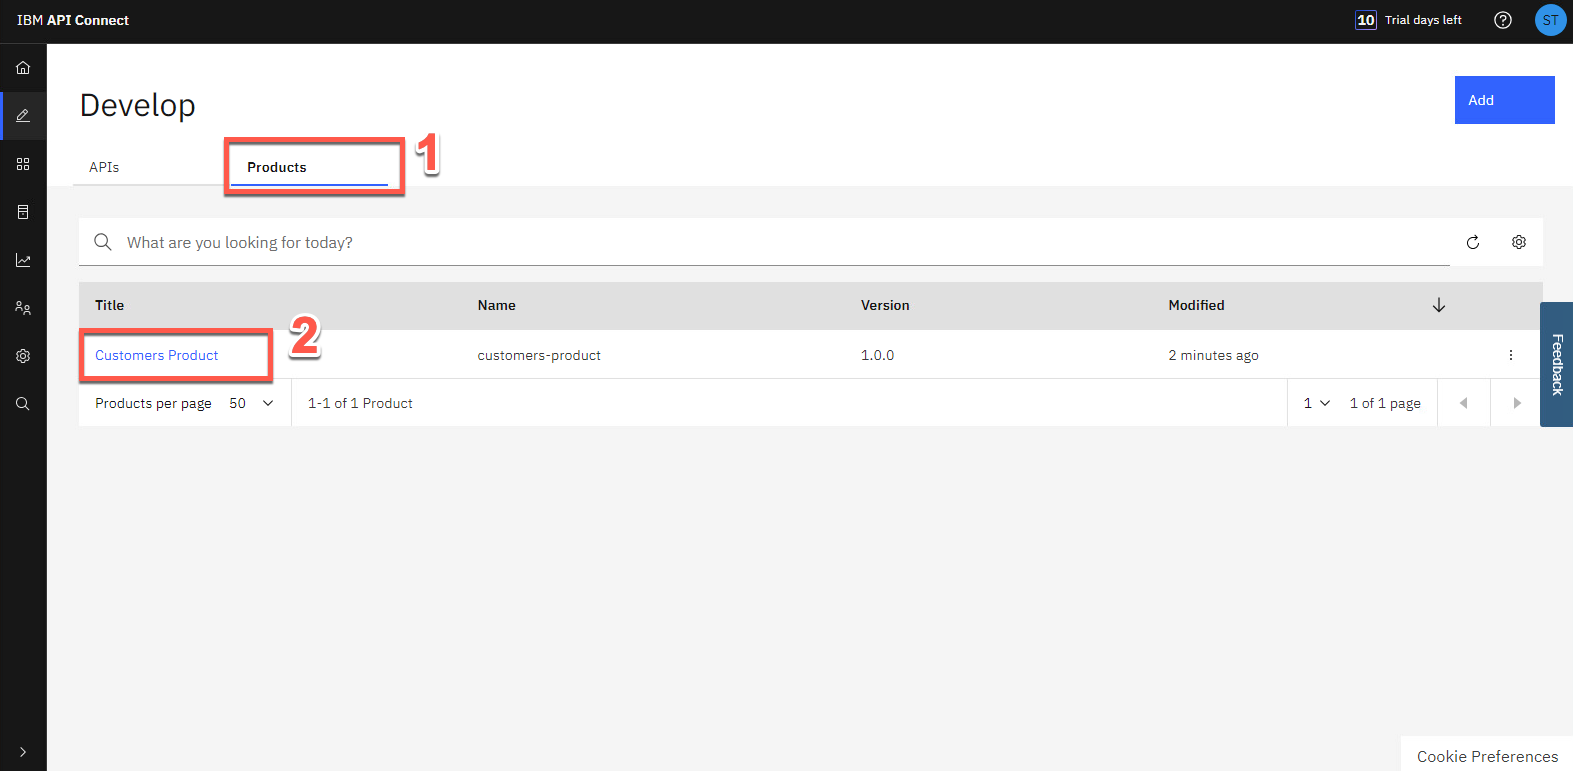 IBM API Connect
10 Trial days left
ST
Develop
Add
APIs
Products
1
What are you looking for today?
Title Name Version Modified
2
Customers Product customers-product 1.0.0 2 minutes ago
Products per page 50 1-1 of 1 Product 1 1 of 1 page
Feedback
Cookie Preferences